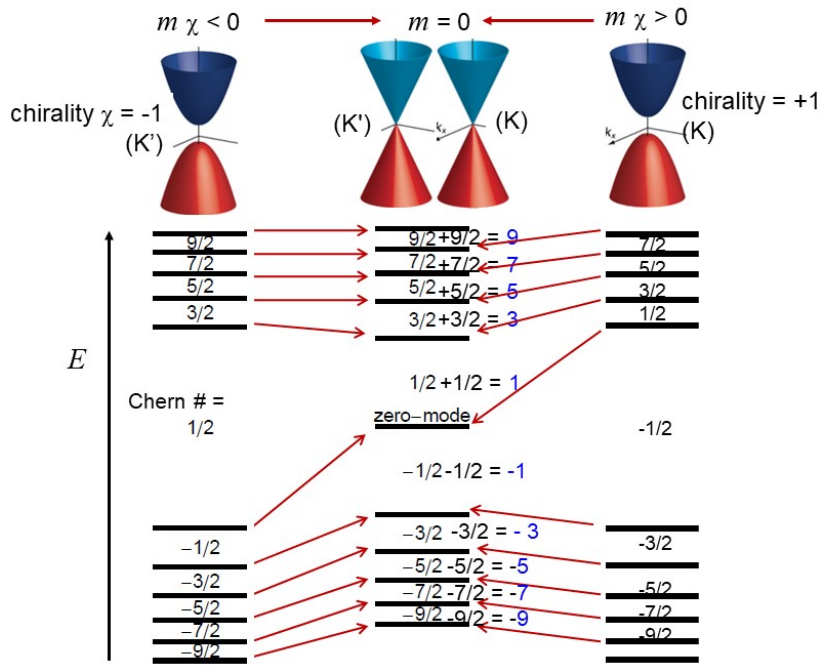 m χ < 0
m = 0
m χ > 0
chirality χ = -1
(K')
(K')
kₓ
(K)
kₓ
chirality = +1
(K)
E
9/2
7/2
5/2
3/2
Chern # =
1/2
−1/2
−3/2
−5/2
−7/2
−9/2
9/2+9/2 = 9
7/2+7/2 = 7
5/2+5/2 = 5
3/2+3/2 = 3
1/2+1/2 = 1
zero−mode
−1/2-1/2 = -1
−3/2 -3/2 = - 3
−5/2 -5/2 = -5
−7/2 -7/2 = -7
−9/2 -9/2 = -9
7/2
5/2
3/2
1/2
-1/2
-3/2
-5/2
-7/2
-9/2